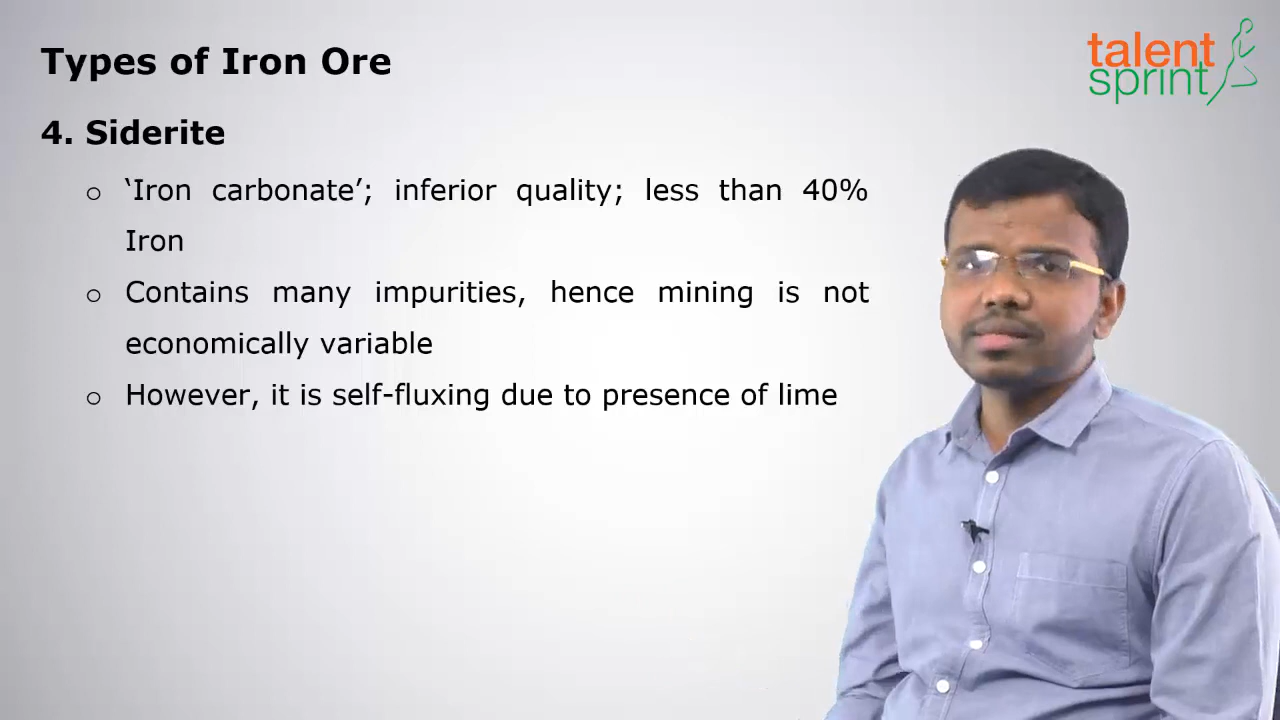 Types of Iron Ore
talent
sprint
4. Siderite
o ‘Iron carbonate’; inferior quality; less than 40%
Iron
o Contains many impurities, hence mining is not
economically variable
o However, it is self-fluxing due to presence of lime